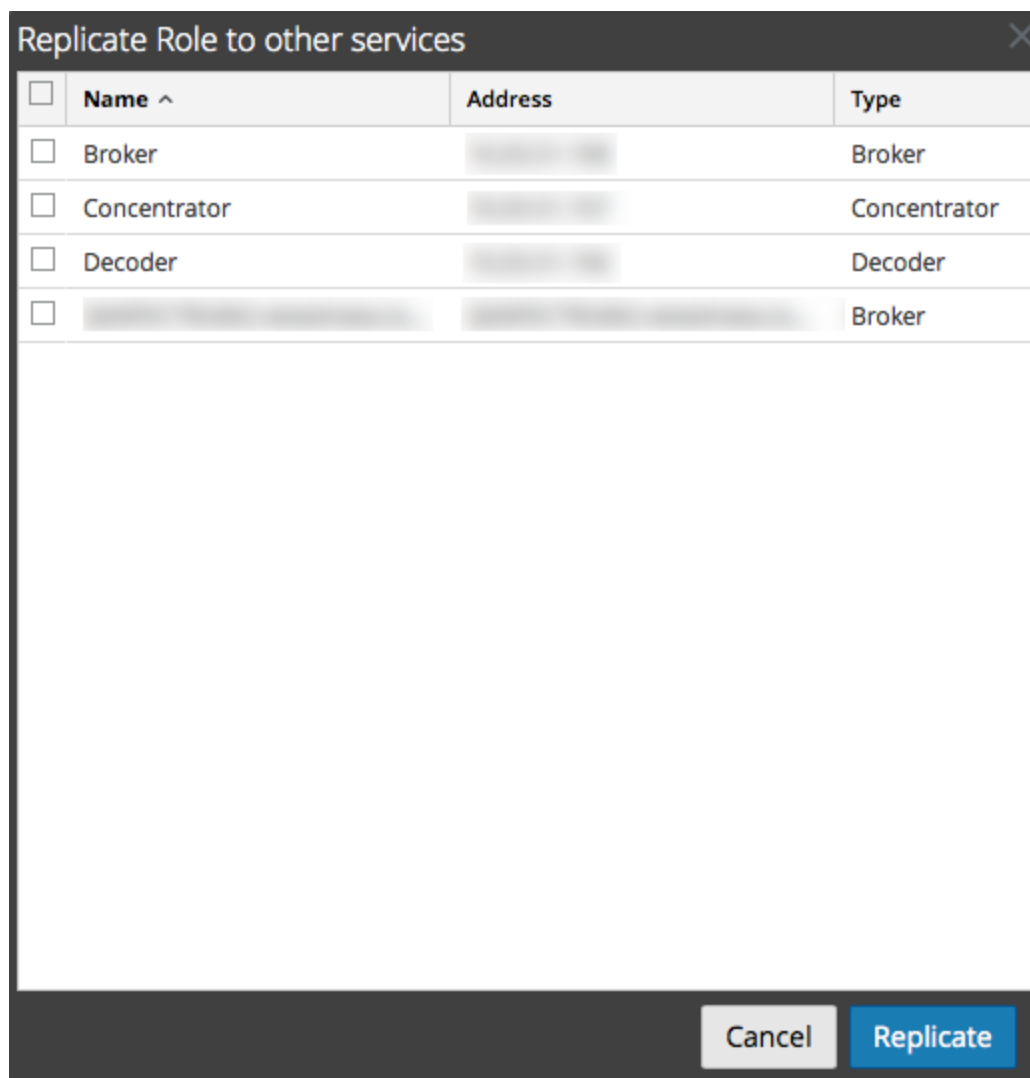 Replicate Role to other services
Name Address Type
Broker Broker
Concentrator Concentrator
Decoder Decoder
Broker
Cancel Replicate